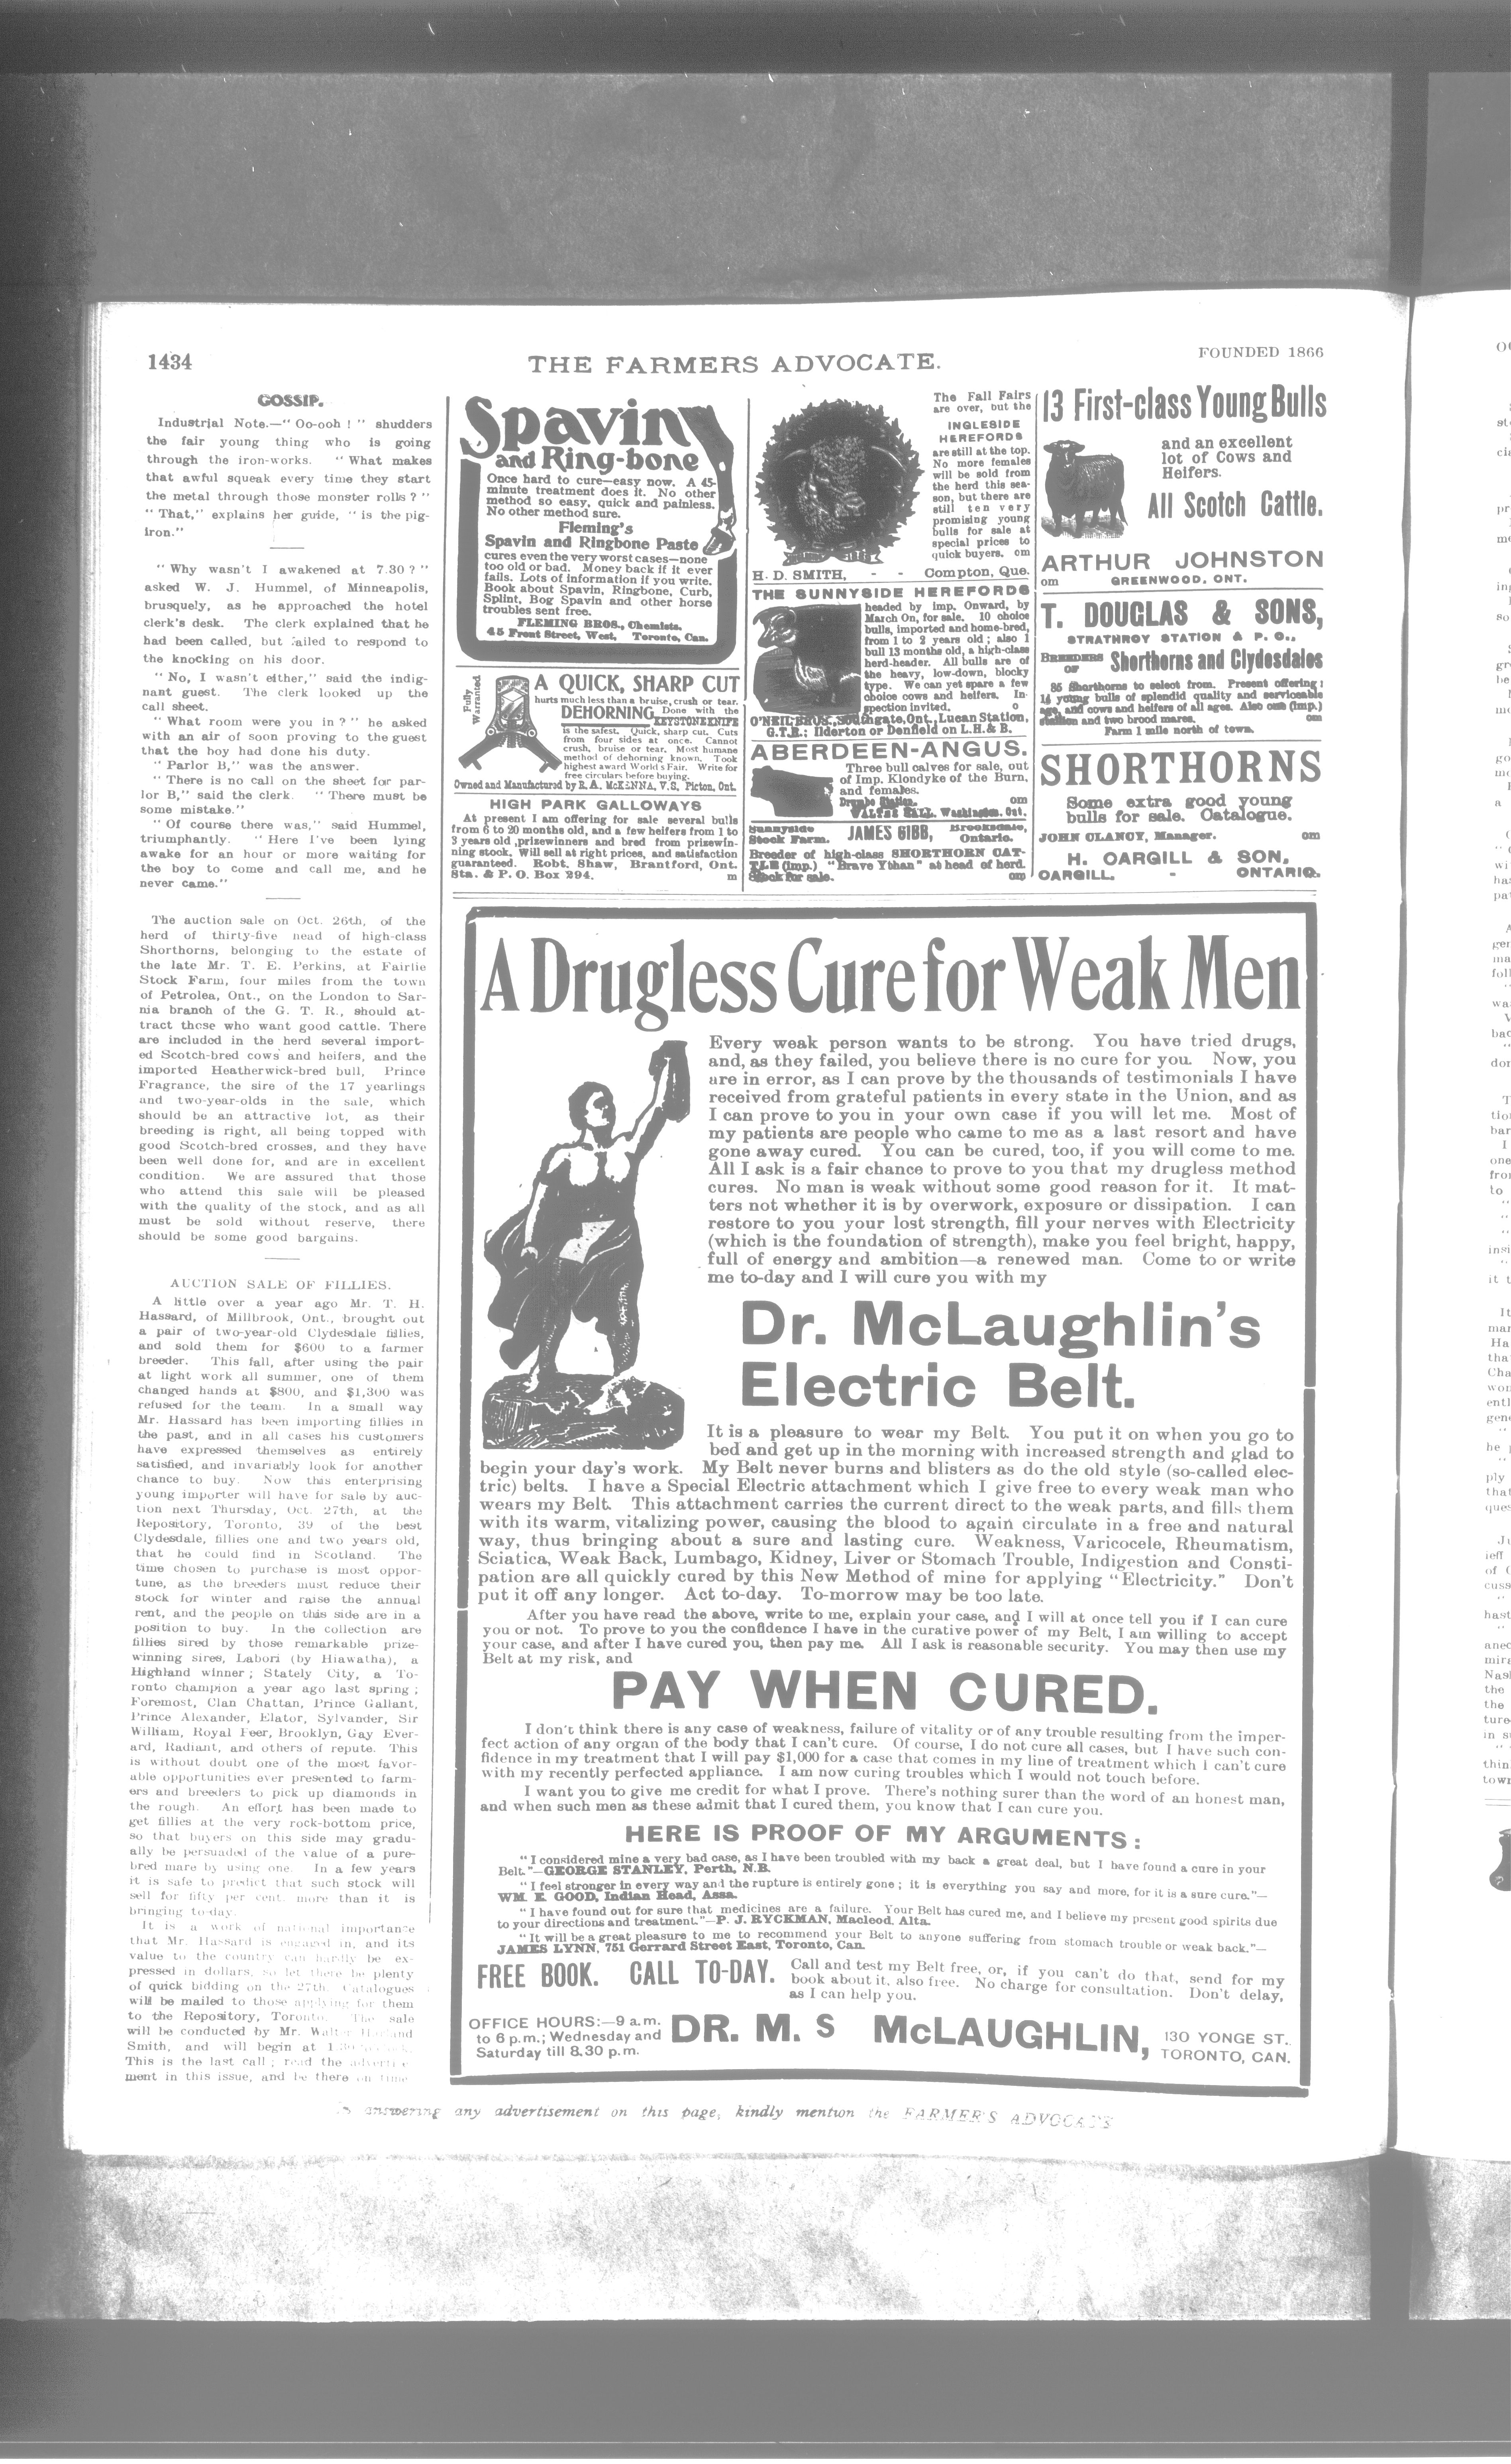 1434
THE FARMERS ADVOCATE.
FOUNDED 1866
GOSSIP.
Industrial Note.—" Oo-ooh ! " shudders
the fair young thing who is going
through the iron-works. " What makes
that awful squeak every time they start
the metal through those monster rolls ? "
" That," explains her guide, " is the pig-
iron."
" Why wasn't I awakened at 7.30 ? "
asked W. J. Hummel, of Minneapolis,
brusquely, as he approached the hotel
clerk's desk. The clerk explained that he
had been called, but failed to respond to
the knocking on his door.
" No, I wasn't either," said the indig-
nant guest. The clerk looked up the
call sheet.
" What room were you in ? " he asked
with an air of soon proving to the guest
that the boy had done his duty.
" Parlor B," was the answer.
" There is no call on the sheet for par-
lor B," said the clerk. " There must be
some mistake."
" Of course there was," said Hummel,
triumphantly. " Here I've been lying
awake for an hour or more waiting for
the boy to come and call me, and he
never came."
The auction sale on Oct. 26th, of the
herd of thirty-five head of high-class
Shorthorns, belonging to the estate of
the late Mr. T. E. Perkins, at Fairlie
Stock Farm, four miles from the town
of Petrolea, Ont., on the London to Sar-
nia branch of the G. T. R., should at-
tract those who want good cattle. There
are included in the herd several import-
ed Scotch-bred cows and heifers, and the
imported Heatherwick-bred bull, Prince
Fragrance, the sire of the 17 yearlings
and two-year-olds in the sale, which
should be an attractive lot, as their
breeding is right, all being topped with
good Scotch-bred crosses, and they have
been well done for, and are in excellent
condition. We are assured that those
who attend this sale will be pleased
with the quality of the stock, and as all
must be sold without reserve, there
should be some good bargains.
AUCTION SALE OF FILLIES.
A little over a year ago Mr. T. H.
Hassard, of Millbrook, Ont., brought out
a pair of two-year-old Clydesdale fillies,
and sold them for $600 to a farmer
breeder. This fall, after using the pair
at light work all summer, one of them
changed hands at $800, and $1,300 was
refused for the team. In a small way
Mr. Hassard has been importing fillies in
the past, and in all cases his customers
have expressed themselves as entirely
satisfied, and invariably look for another
chance to buy. Now this enterprising
young importer will have for sale by auc-
tion next Thursday, Oct. 27th, at the
Repository, Toronto, 39 of the best
Clydesdale, fillies one and two years old,
that he could find in Scotland. The
time chosen to purchase is most oppor-
tune, as the breeders must reduce their
stock for winter and raise the annual
rent, and the people on this side are in a
position to buy. In the collection are
fillies sired by those remarkable prize-
winning sires, Labori (by Hiawatha), a
Highland winner ; Stately City, a To-
ronto champion a year ago last spring ;
Foremost, Clan Chattan, Prince Gallant,
Prince Alexander, Elator, Sylvander, Sir
William, Royal Feer, Brooklyn, Gay Ever-
ard, Radiant, and others of repute. This
is without doubt one of the most favor-
able opportunities ever presented to farm-
ers and breeders to pick up diamonds in
the rough. An effort has been made to
get fillies at the very rock-bottom price,
so that buyers on this side may gradu-
ally be persuaded of the value of a pure-
bred mare by using one. In a few years
it is safe to predict that such stock will
sell for fifty per cent. more than it is
bringing to-day.
It is a work of national importance
that Mr. Hassard is engaged in, and its
value to the country can hardly be ex-
pressed in dollars, so let there be plenty
of quick bidding on the 27th. Catalogues
will be mailed to those applying for them
to the Repository, Toronto. The sale
will be conducted by Mr. Walter Harland
Smith, and will begin at 1.30
This is the last call ; read the advertise-
ment in this issue, and be there on time
Spavin
and Ring-bone
Once hard to cure—easy now. A 45-
minute treatment does it. No other
method so easy, quick and painless.
No other method sure.
Fleming's
Spavin and Ringbone Paste
cures even the very worst cases—none
too old or bad. Money back if it ever
fails. Lots of information if you write.
Book about Spavin, Ringbone, Curb,
Splint, Bog Spavin and other horse
troubles sent free.
FLEMING BROS., Chemists,
45 Front Street, West, Toronto, Can.
Fully
Warranted
A QUICK, SHARP CUT
hurts much less than a bruise, crush or tear.
DEHORNING Done with the
KEYSTONE KNIFE
is the safest. Quick, sharp cut. Cuts
from four sides at once. Cannot
crush, bruise or tear. Most humane
method of dehorning known. Took
highest award World's Fair. Write for
free circulars before buying.
Owned and Manufactured by R. A. McKENNA, V.S. Picton, Ont.
HIGH PARK GALLOWAYS
At present I am offering for sale several bulls
from 6 to 20 months old, and a few heifers from 1 to
3 years old, prizewinners and bred from prizewin-
ning stock. Will sell at right prices, and satisfaction
guaranteed. Robt. Shaw, Brantford, Ont.
Sta. & P. O. Box 294. m
The Fall Fairs
are over, but the
INGLESIDE
HEREFORDS
are still at the top.
No more females
will be sold from
the herd this sea-
son, but there are
still ten very
promising young
bulls for sale at
special prices to
quick buyers. om
H. D. SMITH, - - Compton, Que.
THE SUNNYSIDE HEREFORDS
headed by imp. Onward, by
March On, for sale. 10 choice
bulls, imported and home-bred,
from 1 to 2 years old ; also 1
bull 13 months old, a high-class
herd-header. All bulls are of
the heavy, low-down, blocky
type. We can yet spare a few
choice cows and heifers. In-
spection invited. o
O'NEIL BROS., Southgate, Ont., Lucan Station,
G.T.R.; Ilderton or Denfield on L.H.& B.
ABERDEEN-ANGUS.
Three bull calves for sale, out
of Imp. Klondyke of the Burn,
and females.
Drumbo Station. om
WALTER HALL, Washington, Ont.
Sunnyside
Stock Farm. JAMES GIBB, Brooksdale,
Ontario.
Breeder of high-class SHORTHORN CAT-
TLE (imp.) "Brave Ythan" at head of herd.
Stock for sale. om
13 First-class Young Bulls
and an excellent
lot of Cows and
Heifers.
All Scotch Cattle.
ARTHUR JOHNSTON
om GREENWOOD, ONT.
T. DOUGLAS & SONS,
STRATHROY STATION & P. O.,
BREEDERS
OF Shorthorns and Clydesdales
85 Shorthorns to select from. Present offering :
14 young bulls of splendid quality and serviceable
age, and cows and heifers of all ages. Also one (imp.)
stallion and two brood mares. om
Farm 1 mile north of town.
SHORTHORNS
Some extra good young
bulls for sale. Catalogue.
JOHN CLANCY, Manager. om
H. CARGILL & SON,
CARGILL. - ONTARIO.
A Drugless Cure for Weak Men
Every weak person wants to be strong. You have tried drugs,
and, as they failed, you believe there is no cure for you. Now, you
are in error, as I can prove by the thousands of testimonials I have
received from grateful patients in every state in the Union, and as
I can prove to you in your own case if you will let me. Most of
my patients are people who came to me as a last resort and have
gone away cured. You can be cured, too, if you will come to me.
All I ask is a fair chance to prove to you that my drugless method
cures. No man is weak without some good reason for it. It mat-
ters not whether it is by overwork, exposure or dissipation. I can
restore to you your lost strength, fill your nerves with Electricity
(which is the foundation of strength), make you feel bright, happy,
full of energy and ambition—a renewed man. Come to or write
me to-day and I will cure you with my
Dr. McLaughlin's
Electric Belt.
It is a pleasure to wear my Belt. You put it on when you go to
bed and get up in the morning with increased strength and glad to
begin your day's work. My Belt never burns and blisters as do the old style (so-called elec-
tric) belts. I have a Special Electric attachment which I give free to every weak man who
wears my Belt. This attachment carries the current direct to the weak parts, and fills them
with its warm, vitalizing power, causing the blood to again circulate in a free and natural
way, thus bringing about a sure and lasting cure. Weakness, Varicocele, Rheumatism,
Sciatica, Weak Back, Lumbago, Kidney, Liver or Stomach Trouble, Indigestion and Consti-
pation are all quickly cured by this New Method of mine for applying "Electricity." Don't
put it off any longer. Act to-day. To-morrow may be too late.
After you have read the above, write to me, explain your case, and I will at once tell you if I can cure
you or not. To prove to you the confidence I have in the curative power of my Belt, I am willing to accept
your case, and after I have cured you, then pay me. All I ask is reasonable security. You may then use my
Belt at my risk, and
PAY WHEN CURED.
I don't think there is any case of weakness, failure of vitality or of any trouble resulting from the imper-
fect action of any organ of the body that I can't cure. Of course, I do not cure all cases, but I have such con-
fidence in my treatment that I will pay $1,000 for a case that comes in my line of treatment which I can't cure
with my recently perfected appliance. I am now curing troubles which I would not touch before.
I want you to give me credit for what I prove. There's nothing surer than the word of an honest man,
and when such men as these admit that I cured them, you know that I can cure you.
HERE IS PROOF OF MY ARGUMENTS :
" I considered mine a very bad case, as I have been troubled with my back a great deal, but I have found a cure in your
Belt."—GEORGE STANLEY, Perth, N.B.
" I feel stronger in every way and the rupture is entirely gone ; it is everything you say and more, for it is a sure cure."—
WM. E. GOOD, Indian Head, Assa.
" I have found out for sure that medicines are a failure. Your Belt has cured me, and I believe my present good spirits due
to your directions and treatment."—P. J. RYCKMAN, Macleod, Alta.
" It will be a great pleasure to me to recommend your Belt to anyone suffering from stomach trouble or weak back."—
JAMES LYNN, 751 Gerrard Street East, Toronto, Can.
FREE BOOK. CALL TO-DAY. Call and test my Belt free, or, if you can't do that, send for my
book about it, also free. No charge for consultation. Don't delay,
as I can help you.
OFFICE HOURS:—9 a.m.
to 6 p.m.; Wednesday and
Saturday till 8.30 p.m.
DR. M. S McLAUGHLIN,
130 YONGE ST.
TORONTO, CAN.
answering any advertisement on this page, kindly mention the FARMER'S ADVOCATE